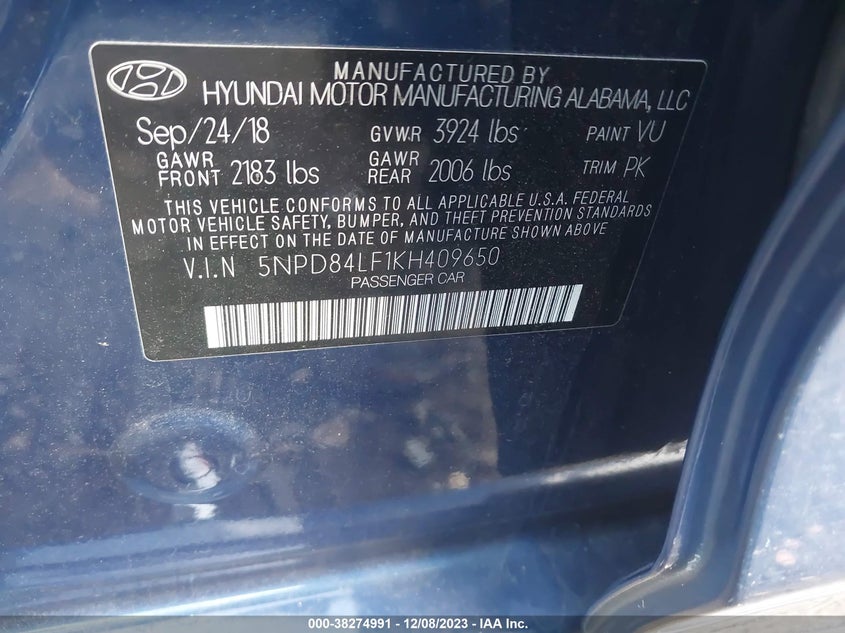 MANUFACTURED BY
HYUNDAI MOTOR MANUFACTURING ALABAMA, LLC
Sep/24/18 GVWR 3924 lbs PAINT VU
GAWR FRONT 2183 lbs GAWR REAR 2006 lbs TRIM PK
THIS VEHICLE CONFORMS TO ALL APPLICABLE U.S.A. FEDERAL
MOTOR VEHICLE SAFETY, BUMPER, AND THEFT PREVENTION STANDARDS
IN EFFECT ON THE DATE OF MANUFACTURE SHOWN ABOVE.
V.I.N 5NPD84LF1KH409650
PASSENGER CAR
000-38274991 - 12/08/2023 - IAA Inc.